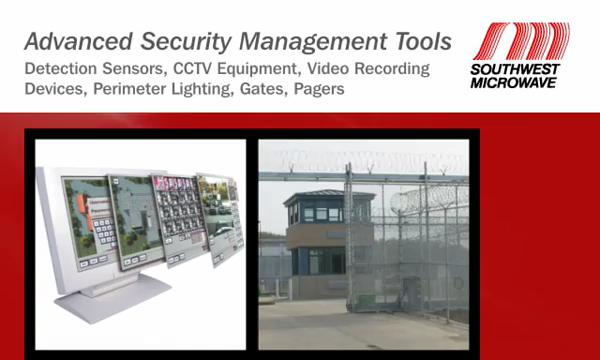 Advanced Security Management Tools
Detection Sensors, CCTV Equipment, Video Recording
Devices, Perimeter Lighting, Gates, Pagers
SOUTHWEST
MICROWAVE